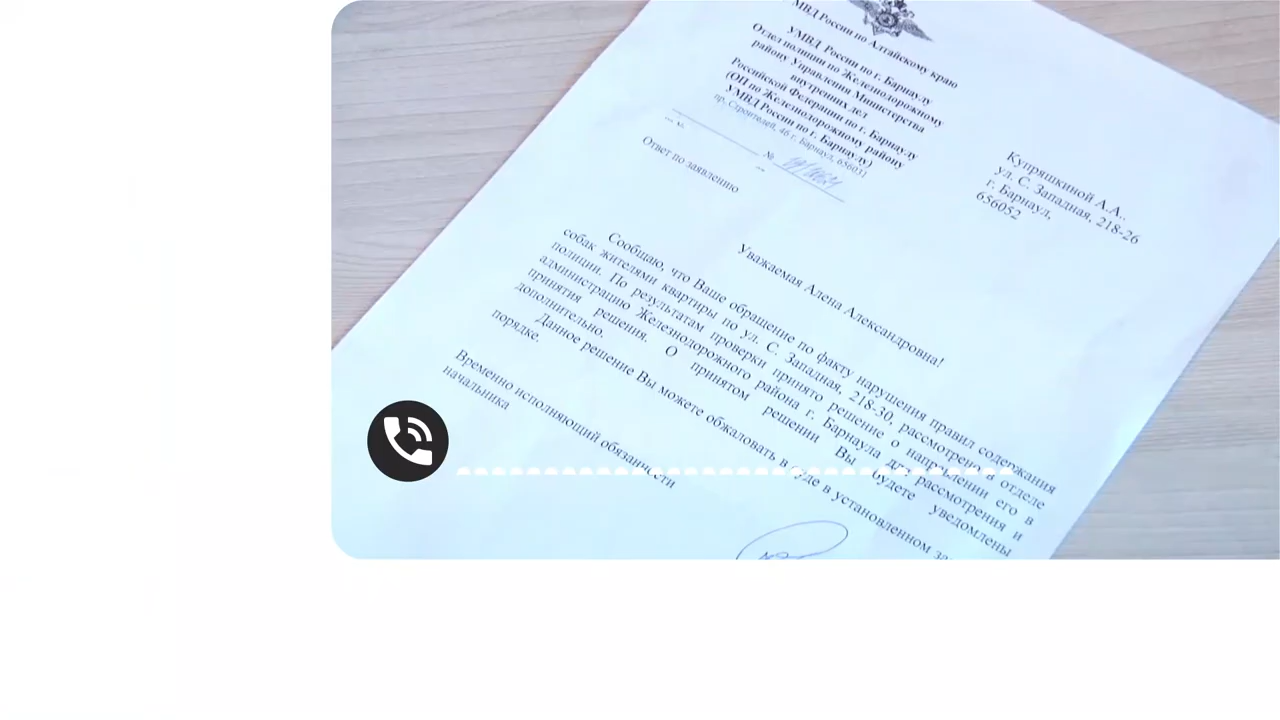 МВД России по Алтайскому краю
УМВД России по г. Барнаулу
Отдел полиции по Железнодорожному
району Управления Министерства
внутренних дел
Российской Федерации по г. Барнаулу
(ОП по Железнодорожному району
УМВД России по г. Барнаулу)
пр. Строителей, 46 г. Барнаул, 656031
№
Ответ по заявлению
Купряшкиной А.А..
ул. С. Западная, 218-26
г. Барнаул,
656052
Уважаемая Алена Александровна!
Сообщаю, что Ваше обращение по факту нарушения правил содержания
собак жителями квартиры по ул. С. Западная, 218-30, рассмотрено в отделе
полиции. По результатам проверки принято решение о направлении его в
администрацию Железнодорожного района г. Барнаула для рассмотрения и
принятия решения. О принятом решении Вы будете уведомлены
дополнительно.
Данное решение Вы можете обжаловать в суде в установленном
порядке.
Временно исполняющий обязанности
начальника